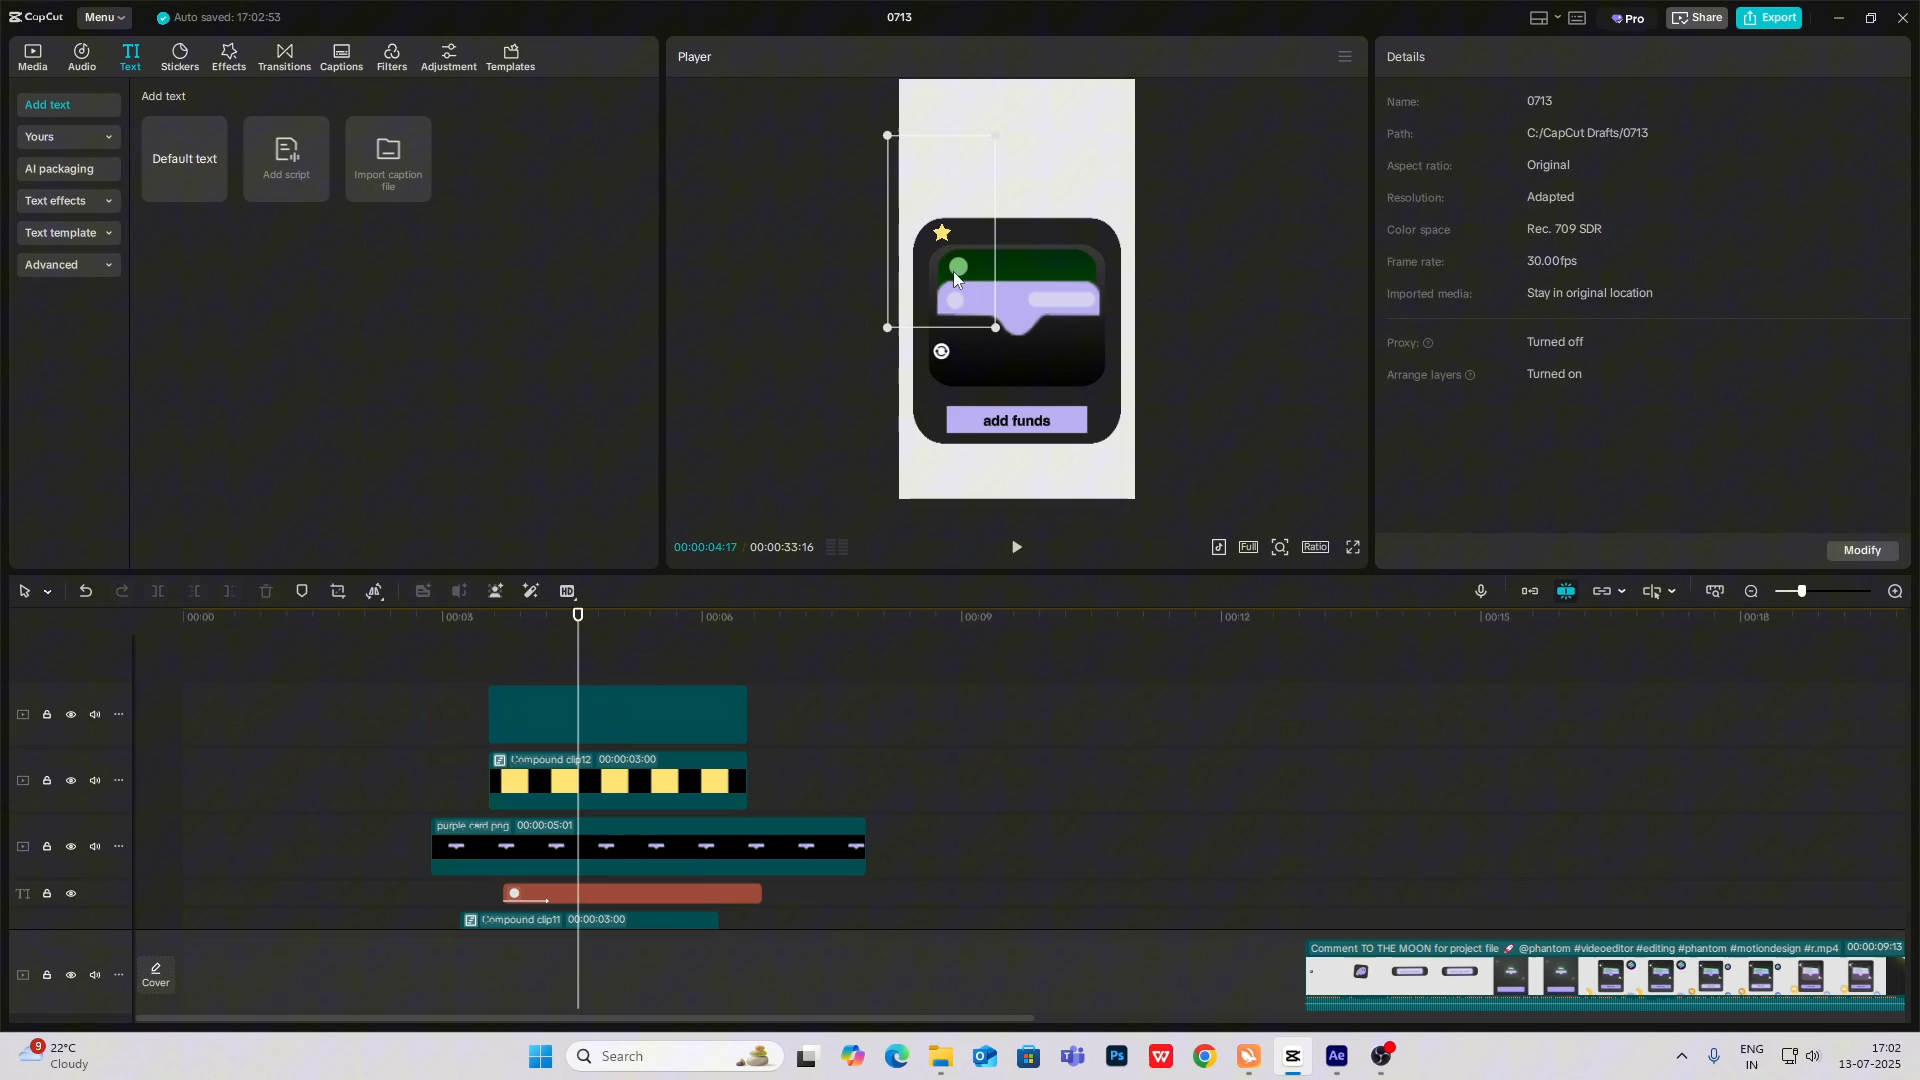 CapCut
Menu
Auto saved: 17:02:53
0713
Pro
Share
Export
Media
Audio
Text
Stickers
Effects
Transitions
Captions
Filters
Adjustment
Templates
Add text
Yours
AI packaging
Text effects
Text template
Advanced
Add text
Default text
Add script
Import caption
file
Player
add funds
00:00:04:17 / 00:00:33:16
Full
Ratio
Details
Name: 0713
Path: C:/CapCut Drafts/0713
Aspect ratio: Original
Resolution: Adapted
Color space Rec. 709 SDR
Frame rate: 30.00fps
Imported media: Stay in original location
Proxy: Turned off
Arrange layers Turned on
Modify
HD
00:00
00:03
00:06
00:09
00:12
00:15
00:18
Compound clip12 00:00:03:00
purple card.png 00:00:05:01
TI
Compound clip11 00:00:03:00
Cover
Comment TO THE MOON for project file 🚀 @phantom #videoeditor #editing #phantom #motiondesign #r.mp4 00:00:09:13
9
22°C
Cloudy
Search
Ps
W
Ae
ENG
IN
17:02
13-07-2025